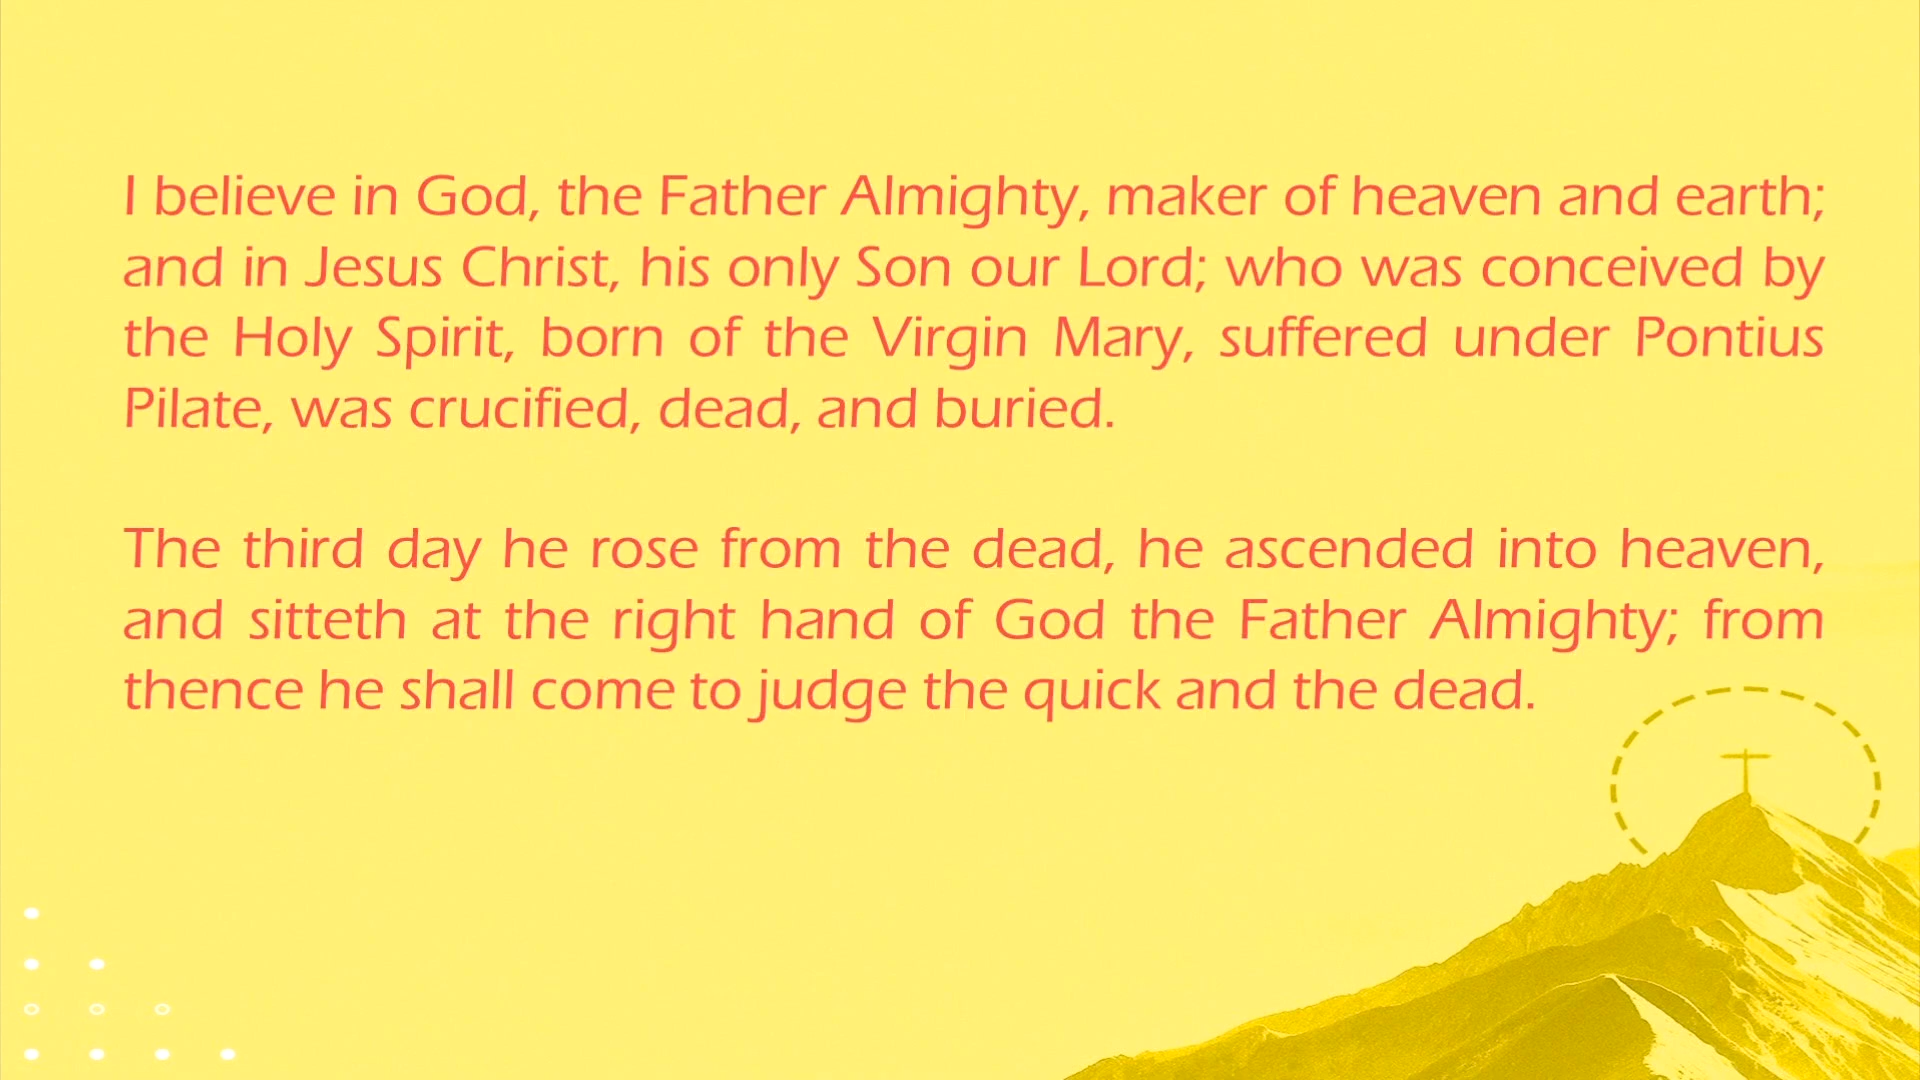 I believe in God, the Father Almighty, maker of heaven and earth;
and in Jesus Christ, his only Son our Lord; who was conceived by
the Holy Spirit, born of the Virgin Mary, suffered under Pontius
Pilate, was crucified, dead, and buried.
The third day he rose from the dead, he ascended into heaven,
and sitteth at the right hand of God the Father Almighty; from
thence he shall come to judge the quick and the dead.